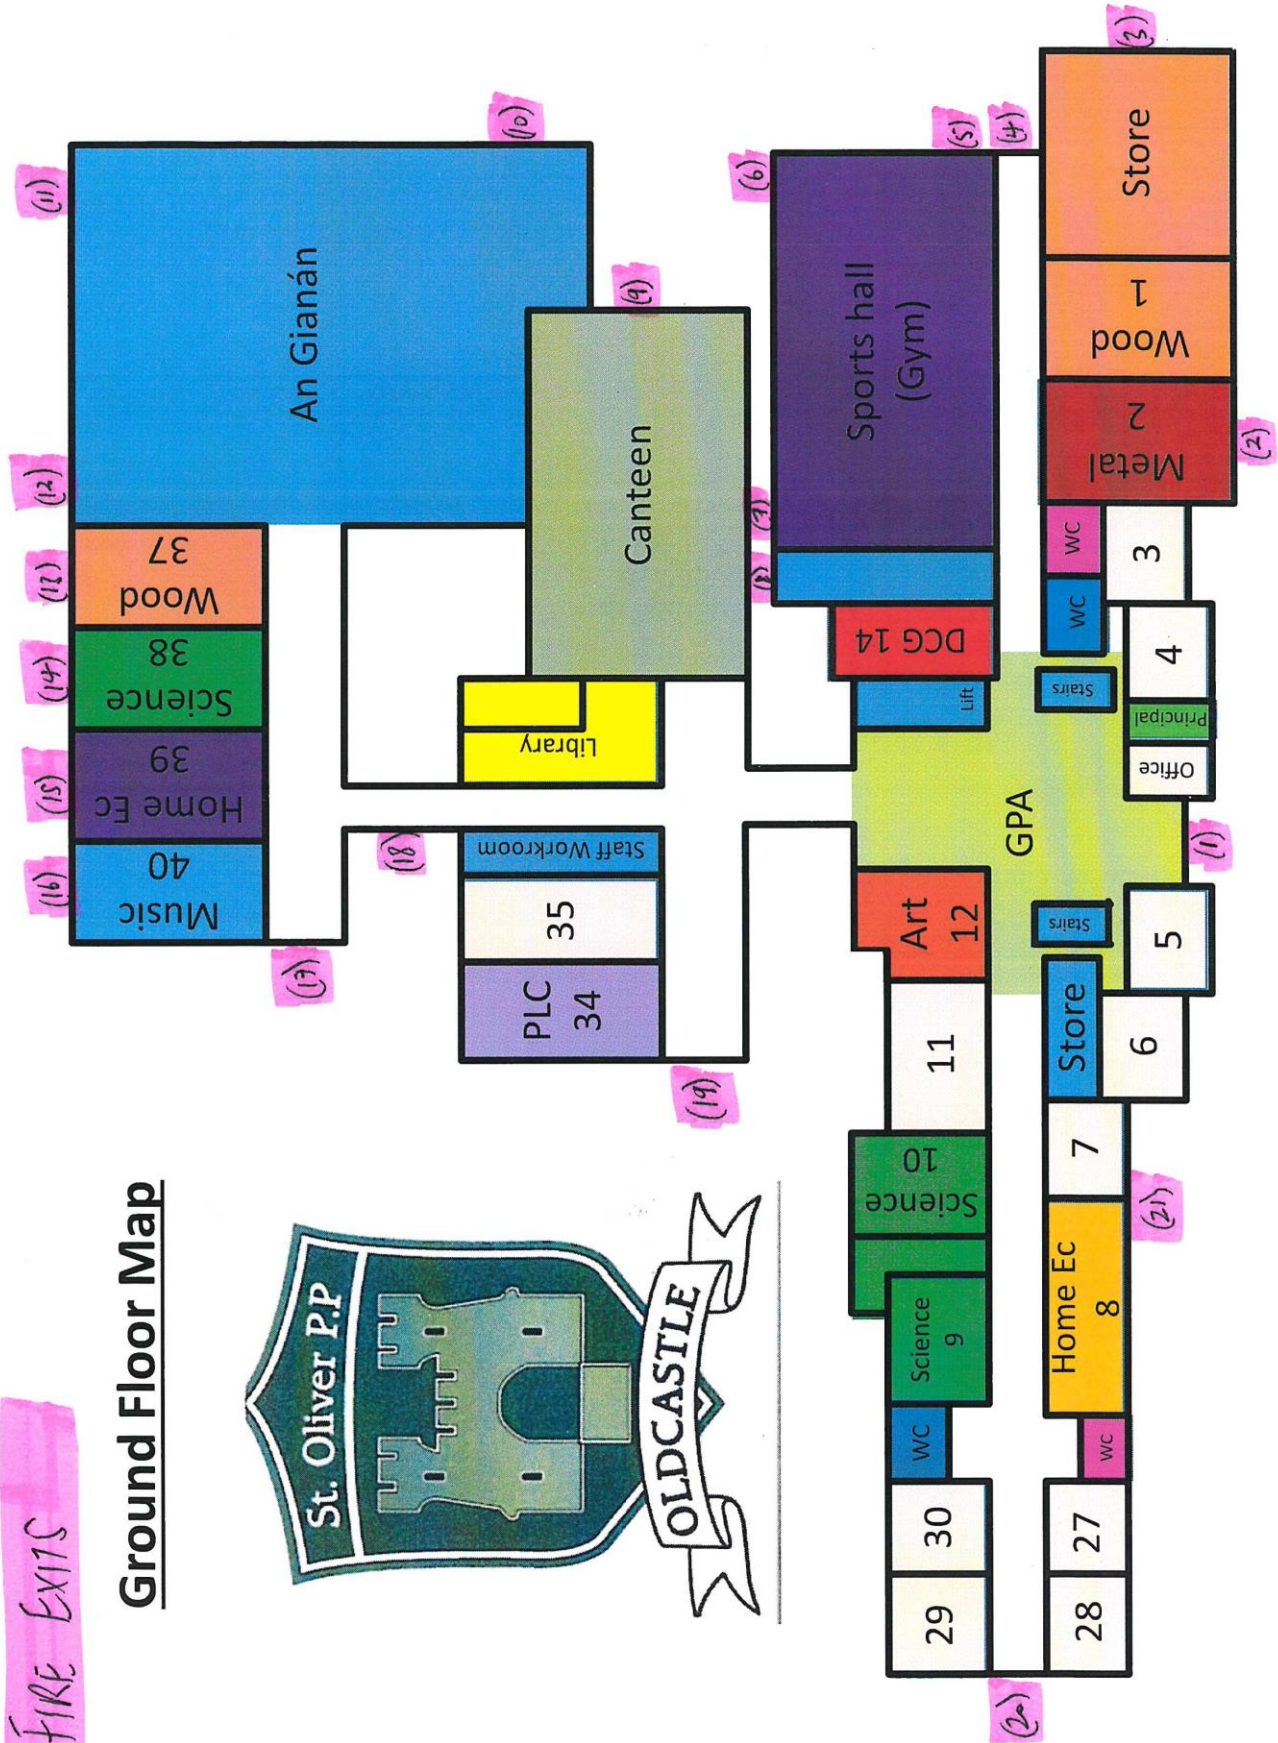 FIRE EXITS
Ground Floor Map
St. Oliver P.P
OLDCASTLE
(16)
(15)
(14)
(13)
(12)
(11)
Music
40
Home Ec
39
Science
38
Wood
37
An Gianán
(10)
(17)
(18)
PLC
34
35
Staff Workroom
Library
Canteen
(9)
(19)
(8)
(7)
(6)
29
30
WC
Science
9
Science
10
11
Art
12
Lift
DCG 14
Sports hall
(Gym)
(5)
(4)
(20)
GPA
Stairs
Stairs
28
27
WC
Home Ec
8
7
Store
6
5
Office
Principal
4
WC
WC
3
Metal
2
Wood
1
Store
(3)
(21)
(1)
(2)